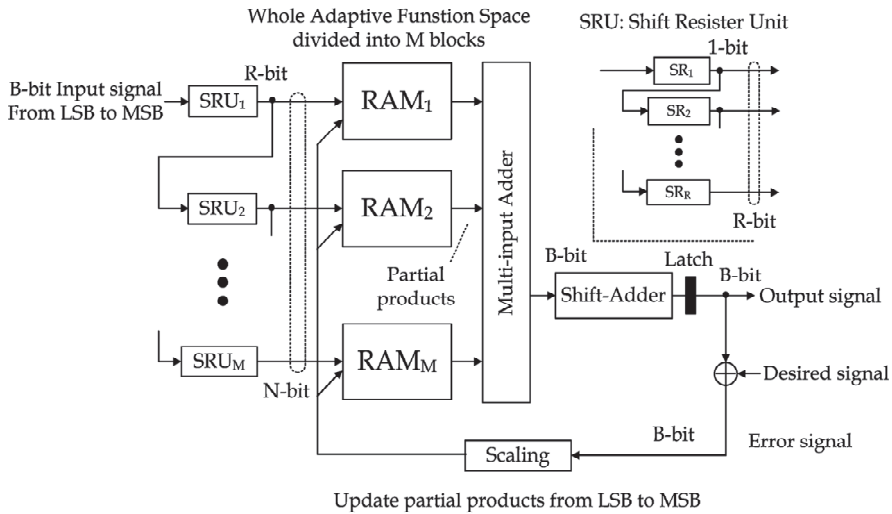 Whole Adaptive Funstion Space
divided into M blocks
SRU: Shift Resister Unit
B-bit Input signal
From LSB to MSB
R-bit
SRU1
RAM1
SRU2
RAM2
Partial
products
SRUM
RAMM
N-bit
Multi-input Adder
1-bit
SR1
SR2
SRR
R-bit
B-bit
Shift-Adder
Latch
B-bit
Output signal
Desired signal
B-bit
Error signal
Scaling
Update partial products from LSB to MSB